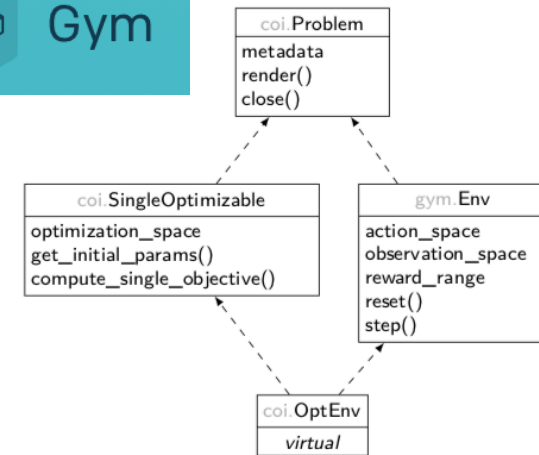 Gym
coi.Problem
metadata
render()
close()
coi.SingleOptimizable
optimization_space
get_initial_params()
compute_single_objective()
gym.Env
action_space
observation_space
reward_range
reset()
step()
coi.OptEnv
virtual